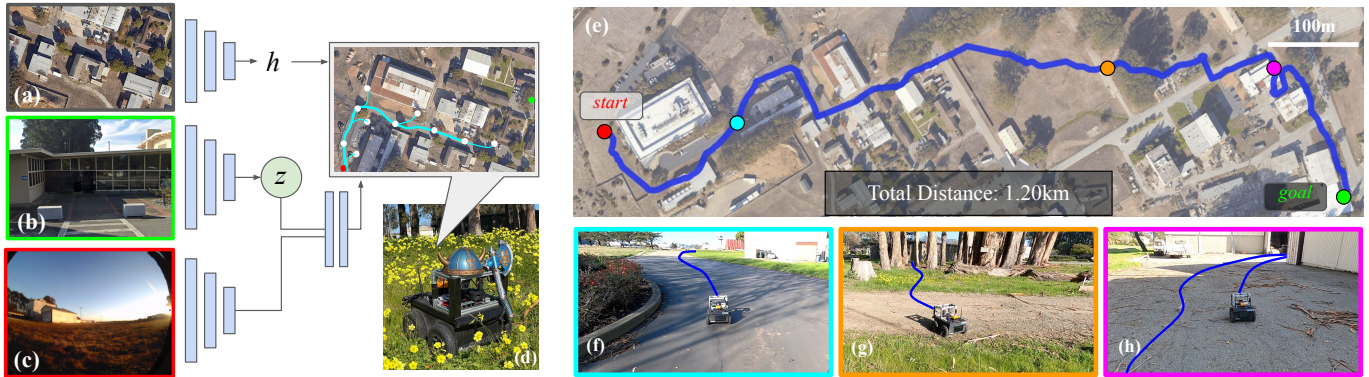 (a)
h
(b)
z
(c)
(d)
(e)
start
100m
Total Distance: 1.20km
goal
(f)
(g)
(h)